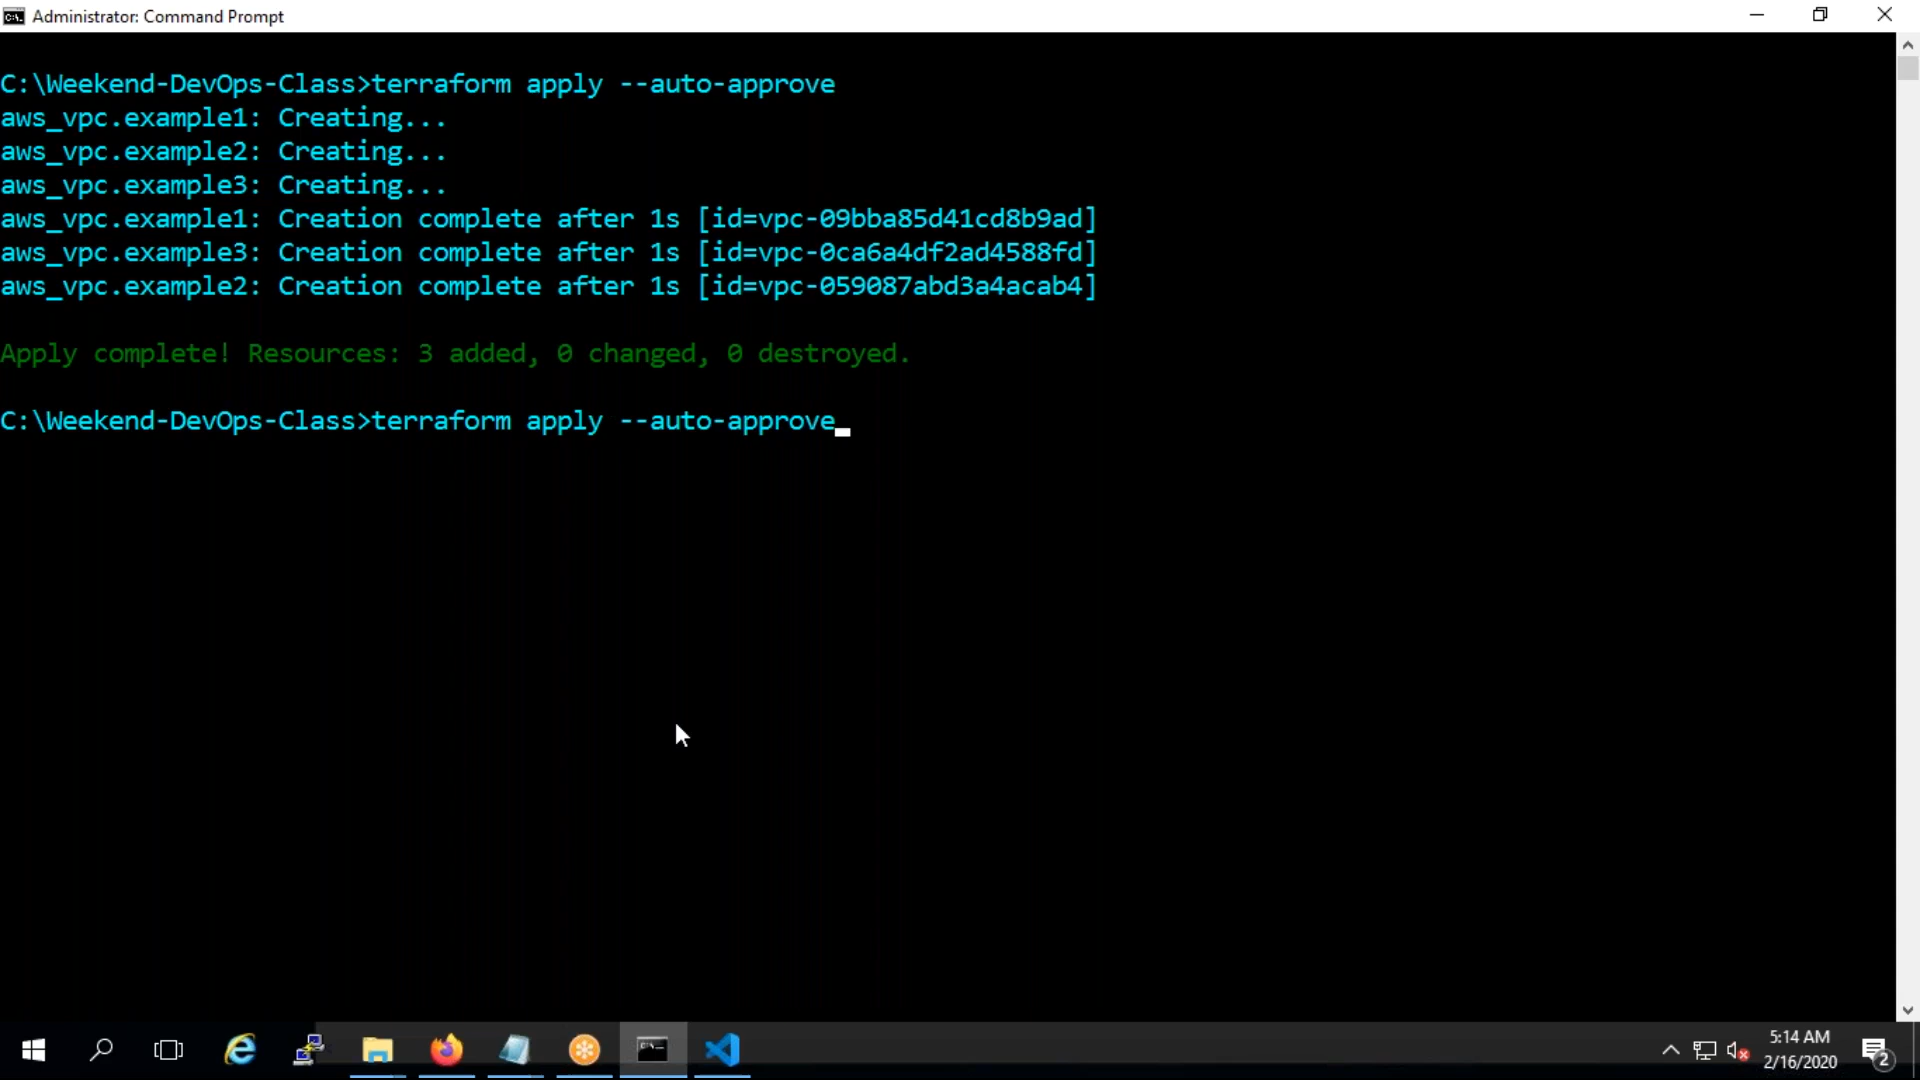 Administrator: Command Prompt
C:\Weekend-DevOps-Class>terraform apply --auto-approve
aws_vpc.example1: Creating...
aws_vpc.example2: Creating...
aws_vpc.example3: Creating...
aws_vpc.example1: Creation complete after 1s [id=vpc-09bba85d41cd8b9ad]
aws_vpc.example3: Creation complete after 1s [id=vpc-0ca6a4df2ad4588fd]
aws_vpc.example2: Creation complete after 1s [id=vpc-059087abd3a4acab4]
Apply complete! Resources: 3 added, 0 changed, 0 destroyed.
C:\Weekend-DevOps-Class>terraform apply --auto-approve
5:14 AM
2/16/2020
2